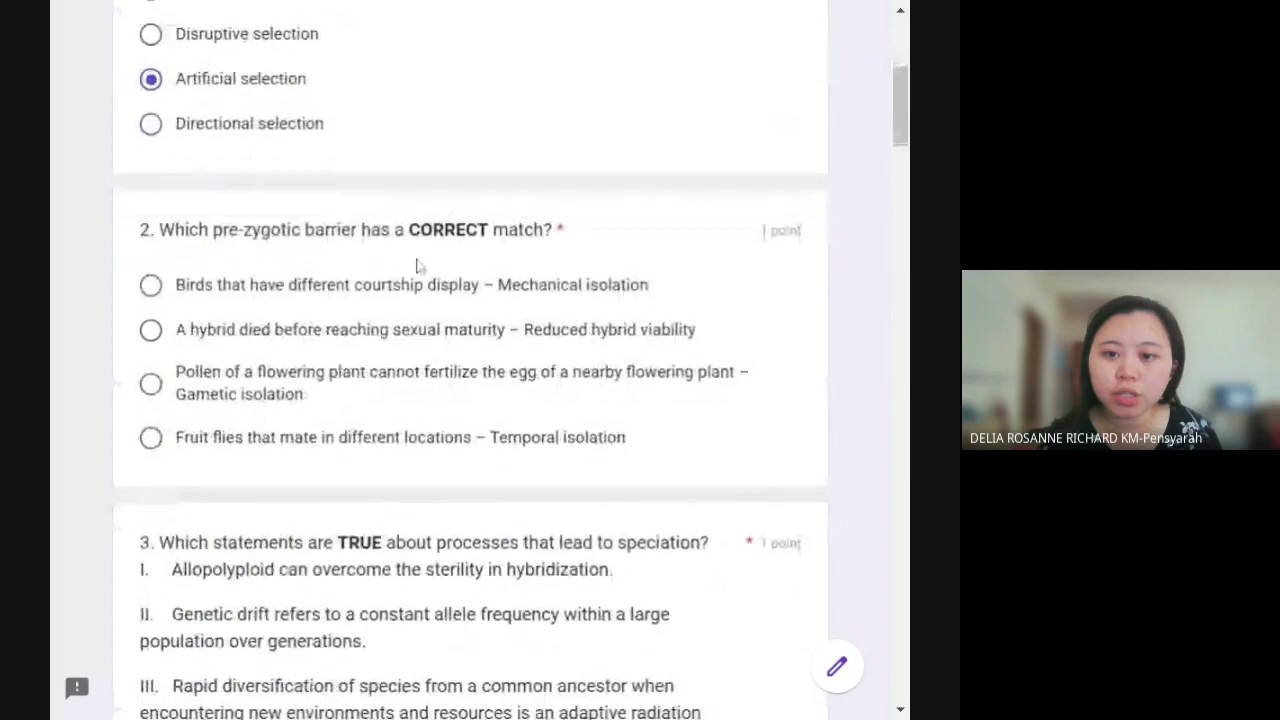 Disruptive selection
Artificial selection
Directional selection
2. Which pre-zygotic barrier has a CORRECT match? *
1 point
Birds that have different courtship display – Mechanical isolation
A hybrid died before reaching sexual maturity – Reduced hybrid viability
Pollen of a flowering plant cannot fertilize the egg of a nearby flowering plant –
Gametic isolation
Fruit flies that mate in different locations – Temporal isolation
3. Which statements are TRUE about processes that lead to speciation?
* 1 point
I. Allopolyploid can overcome the sterility in hybridization.
II. Genetic drift refers to a constant allele frequency within a large
population over generations.
III. Rapid diversification of species from a common ancestor when
encountering new environments and resources is an adaptive radiation
DELIA ROSANNE RICHARD KM-Pensyarah